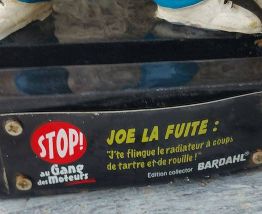 STOP!
au Gang
des Moteurs
JOE LA FUITE :
"J'te flingue le radiateur à coups
de tartre et de rouille !"
Edition collector BARDAHL®